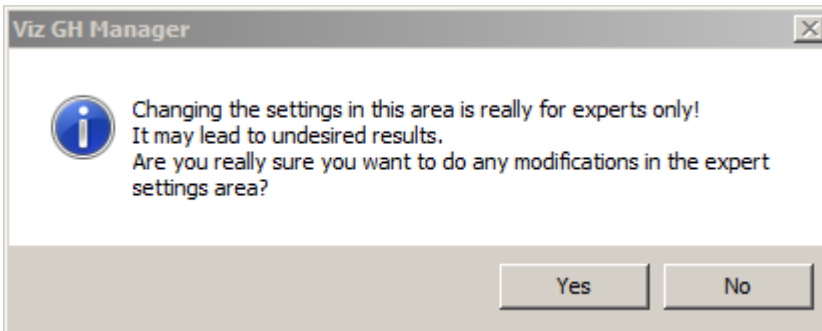 Viz GH Manager
Changing the settings in this area is really for experts only!
It may lead to undesired results.
Are you really sure you want to do any modifications in the expert
settings area?
Yes No